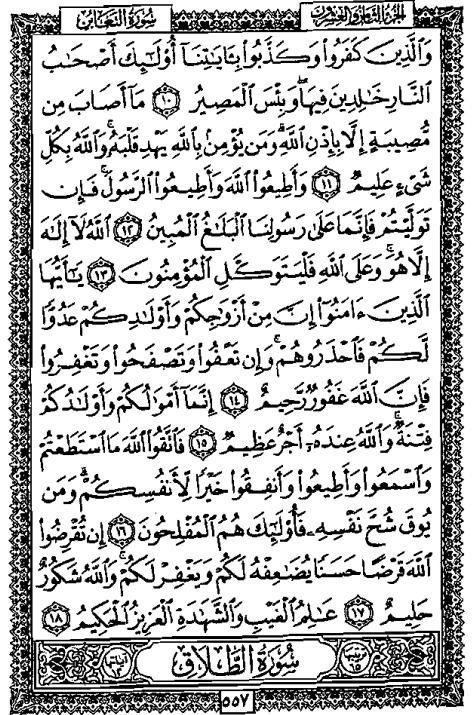 الجزء الثامن والعشرون
سورة التغابن
وَالَّذِينَ كَفَرُوا وَكَذَّبُوا بِـَٔايَٰتِنَآ أُو۟لَٰٓئِكَ أَصْحَٰبُ
النَّارِ خَٰلِدِينَ فِيهَا ۖ وَبِئْسَ الْمَصِيرُ ١٠ مَآ أَصَابَ مِن
مُّصِيبَةٍ إِلَّا بِإِذْنِ اللَّهِ ۗ وَمَن يُؤْمِنۢ بِاللَّهِ يَهْدِ قَلْبَهُۥ ۚ وَاللَّهُ بِكُلِّ
شَىْءٍ عَلِيمٌ ١١ وَأَطِيعُوا اللَّهَ وَأَطِيعُوا الرَّسُولَ ۚ فَإِن
تَوَلَّيْتُمْ فَإِنَّمَا عَلَىٰ رَسُولِنَا الْبَلَٰغُ الْمُبِينُ ١٢ اللَّهُ لَآ إِلَٰهَ
إِلَّا هُوَ ۚ وَعَلَى اللَّهِ فَلْيَتَوَكَّلِ الْمُؤْمِنُونَ ١٣ يَٰٓأَيُّهَا
الَّذِينَ ءَامَنُوٓا إِنَّ مِنْ أَزْوَٰجِكُمْ وَأَوْلَٰدِكُمْ عَدُوًّا
لَّكُمْ فَاحْذَرُوهُمْ ۚ وَإِن تَعْفُوا وَتَصْفَحُوا وَتَغْفِرُوا
فَإِنَّ اللَّهَ غَفُورٌ رَّحِيمٌ ١٤ إِنَّمَآ أَمْوَٰلُكُمْ وَأَوْلَٰدُكُمْ
فِتْنَةٌ ۚ وَاللَّهُ عِندَهُۥٓ أَجْرٌ عَظِيمٌ ١٥ فَاتَّقُوا اللَّهَ مَا اسْتَطَعْتُمْ
وَاسْمَعُوا وَأَطِيعُوا وَأَنفِقُوا خَيْرًا لِّأَنفُسِكُمْ ۗ وَمَن
يُوقَ شُحَّ نَفْسِهِۦ فَأُو۟لَٰٓئِكَ هُمُ الْمُفْلِحُونَ ١٦ إِن تُقْرِضُوا
اللَّهَ قَرْضًا حَسَنًا يُضَٰعِفْهُ لَكُمْ وَيَغْفِرْ لَكُمْ ۚ وَاللَّهُ شَكُورٌ
حَلِيمٌ ١٧ عَٰلِمُ الْغَيْبِ وَالشَّهَٰدَةِ الْعَزِيزُ الْحَكِيمُ ١٨
سُورَةُ الطَّلَاقِ
٥٥٧